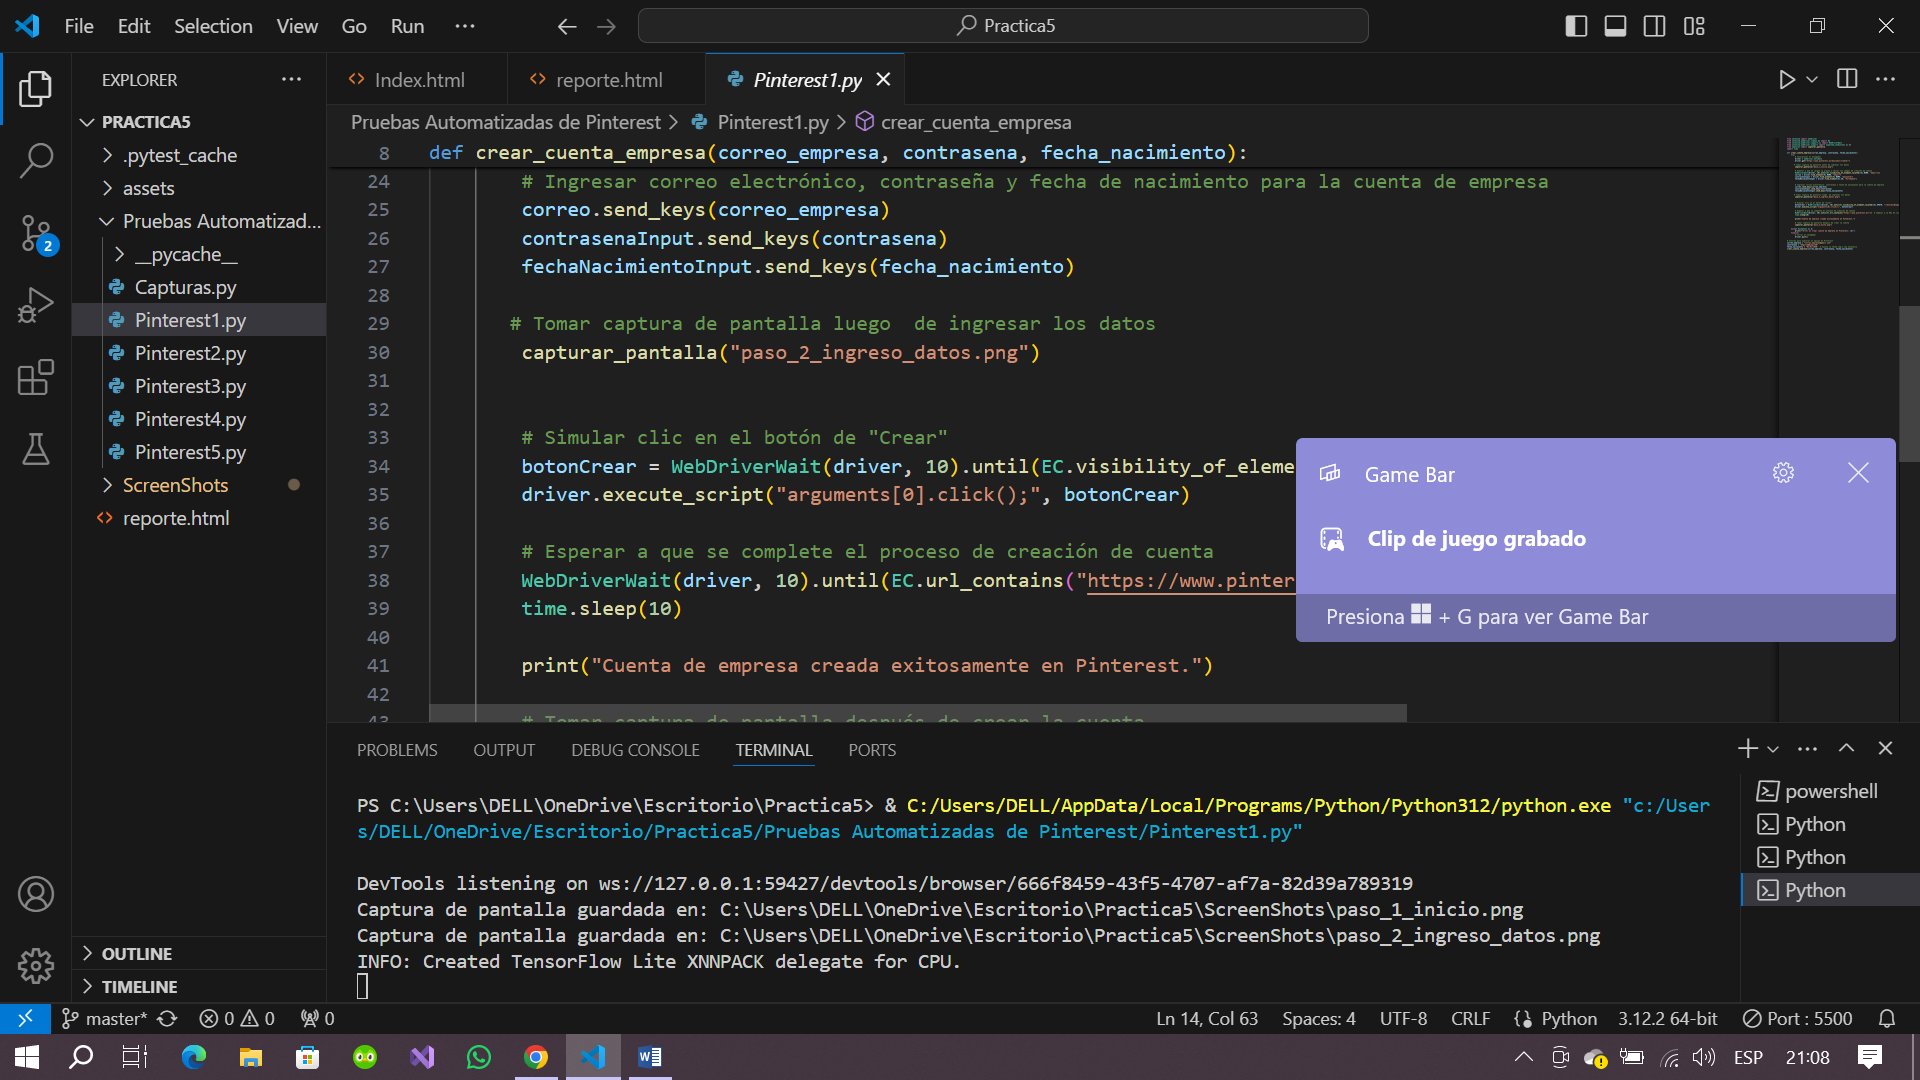 File Edit Selection View Go Run ··· Practica5
EXPLORER
Index.html
reporte.html
Pinterest1.py
PRACTICA5
.pytest_cache
assets
Pruebas Automatizad...
__pycache__
Capturas.py
Pinterest1.py
Pinterest2.py
Pinterest3.py
Pinterest4.py
Pinterest5.py
ScreenShots
reporte.html
OUTLINE
TIMELINE
Pruebas Automatizadas de Pinterest > Pinterest1.py > crear_cuenta_empresa
8 def crear_cuenta_empresa(correo_empresa, contrasena, fecha_nacimiento):
24 # Ingresar correo electrónico, contraseña y fecha de nacimiento para la cuenta de empresa
25 correo.send_keys(correo_empresa)
26 contrasenaInput.send_keys(contrasena)
27 fechaNacimientoInput.send_keys(fecha_nacimiento)
28
29 # Tomar captura de pantalla luego  de ingresar los datos
30 capturar_pantalla("paso_2_ingreso_datos.png")
31
32
33 # Simular clic en el botón de "Crear"
34 botonCrear = WebDriverWait(driver, 10).until(EC.visibility_of_eleme
35 driver.execute_script("arguments[0].click();", botonCrear)
36
37 # Esperar a que se complete el proceso de creación de cuenta
38 WebDriverWait(driver, 10).until(EC.url_contains("https://www.pinter
39 time.sleep(10)
40
41 print("Cuenta de empresa creada exitosamente en Pinterest.")
42
43 # Tomar captura de pantalla después de crear la cuenta
Game Bar
Clip de juego grabado
Presiona + G para ver Game Bar
PROBLEMS OUTPUT DEBUG CONSOLE TERMINAL PORTS
PS C:\Users\DELL\OneDrive\Escritorio\Practica5> & C:/Users/DELL/AppData/Local/Programs/Python/Python312/python.exe "c:/User
s/DELL/OneDrive/Escritorio/Practica5/Pruebas Automatizadas de Pinterest/Pinterest1.py"
DevTools listening on ws://127.0.0.1:59427/devtools/browser/666f8459-43f5-4707-af7a-82d39a789319
Captura de pantalla guardada en: C:\Users\DELL\OneDrive\Escritorio\Practica5\ScreenShots\paso_1_inicio.png
Captura de pantalla guardada en: C:\Users\DELL\OneDrive\Escritorio\Practica5\ScreenShots\paso_2_ingreso_datos.png
INFO: Created TensorFlow Lite XNNPACK delegate for CPU.
powershell
Python
Python
Python
2
master* 0 0 0 Ln 14, Col 63 Spaces: 4 UTF-8 CRLF Python 3.12.2 64-bit Port : 5500
ESP 21:08